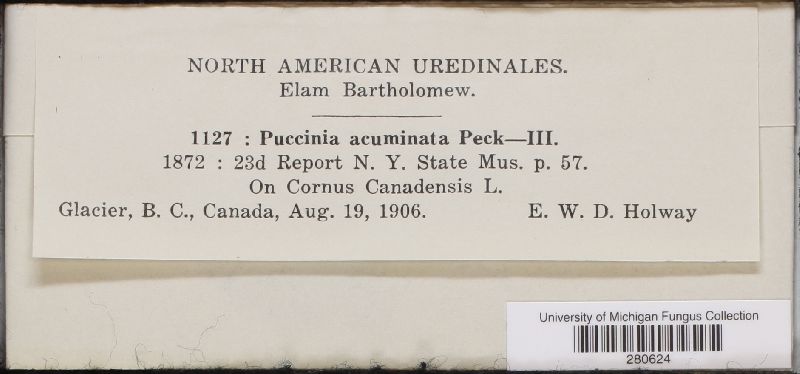 NORTH AMERICAN UREDINALES.
Elam Bartholomew.
1127 : Puccinia acuminata Peck—III.
1872 : 23d Report N. Y. State Mus. p. 57.
On Cornus Canadensis L.
Glacier, B. C., Canada, Aug. 19, 1906. E. W. D. Holway
University of Michigan Fungus Collection
280624